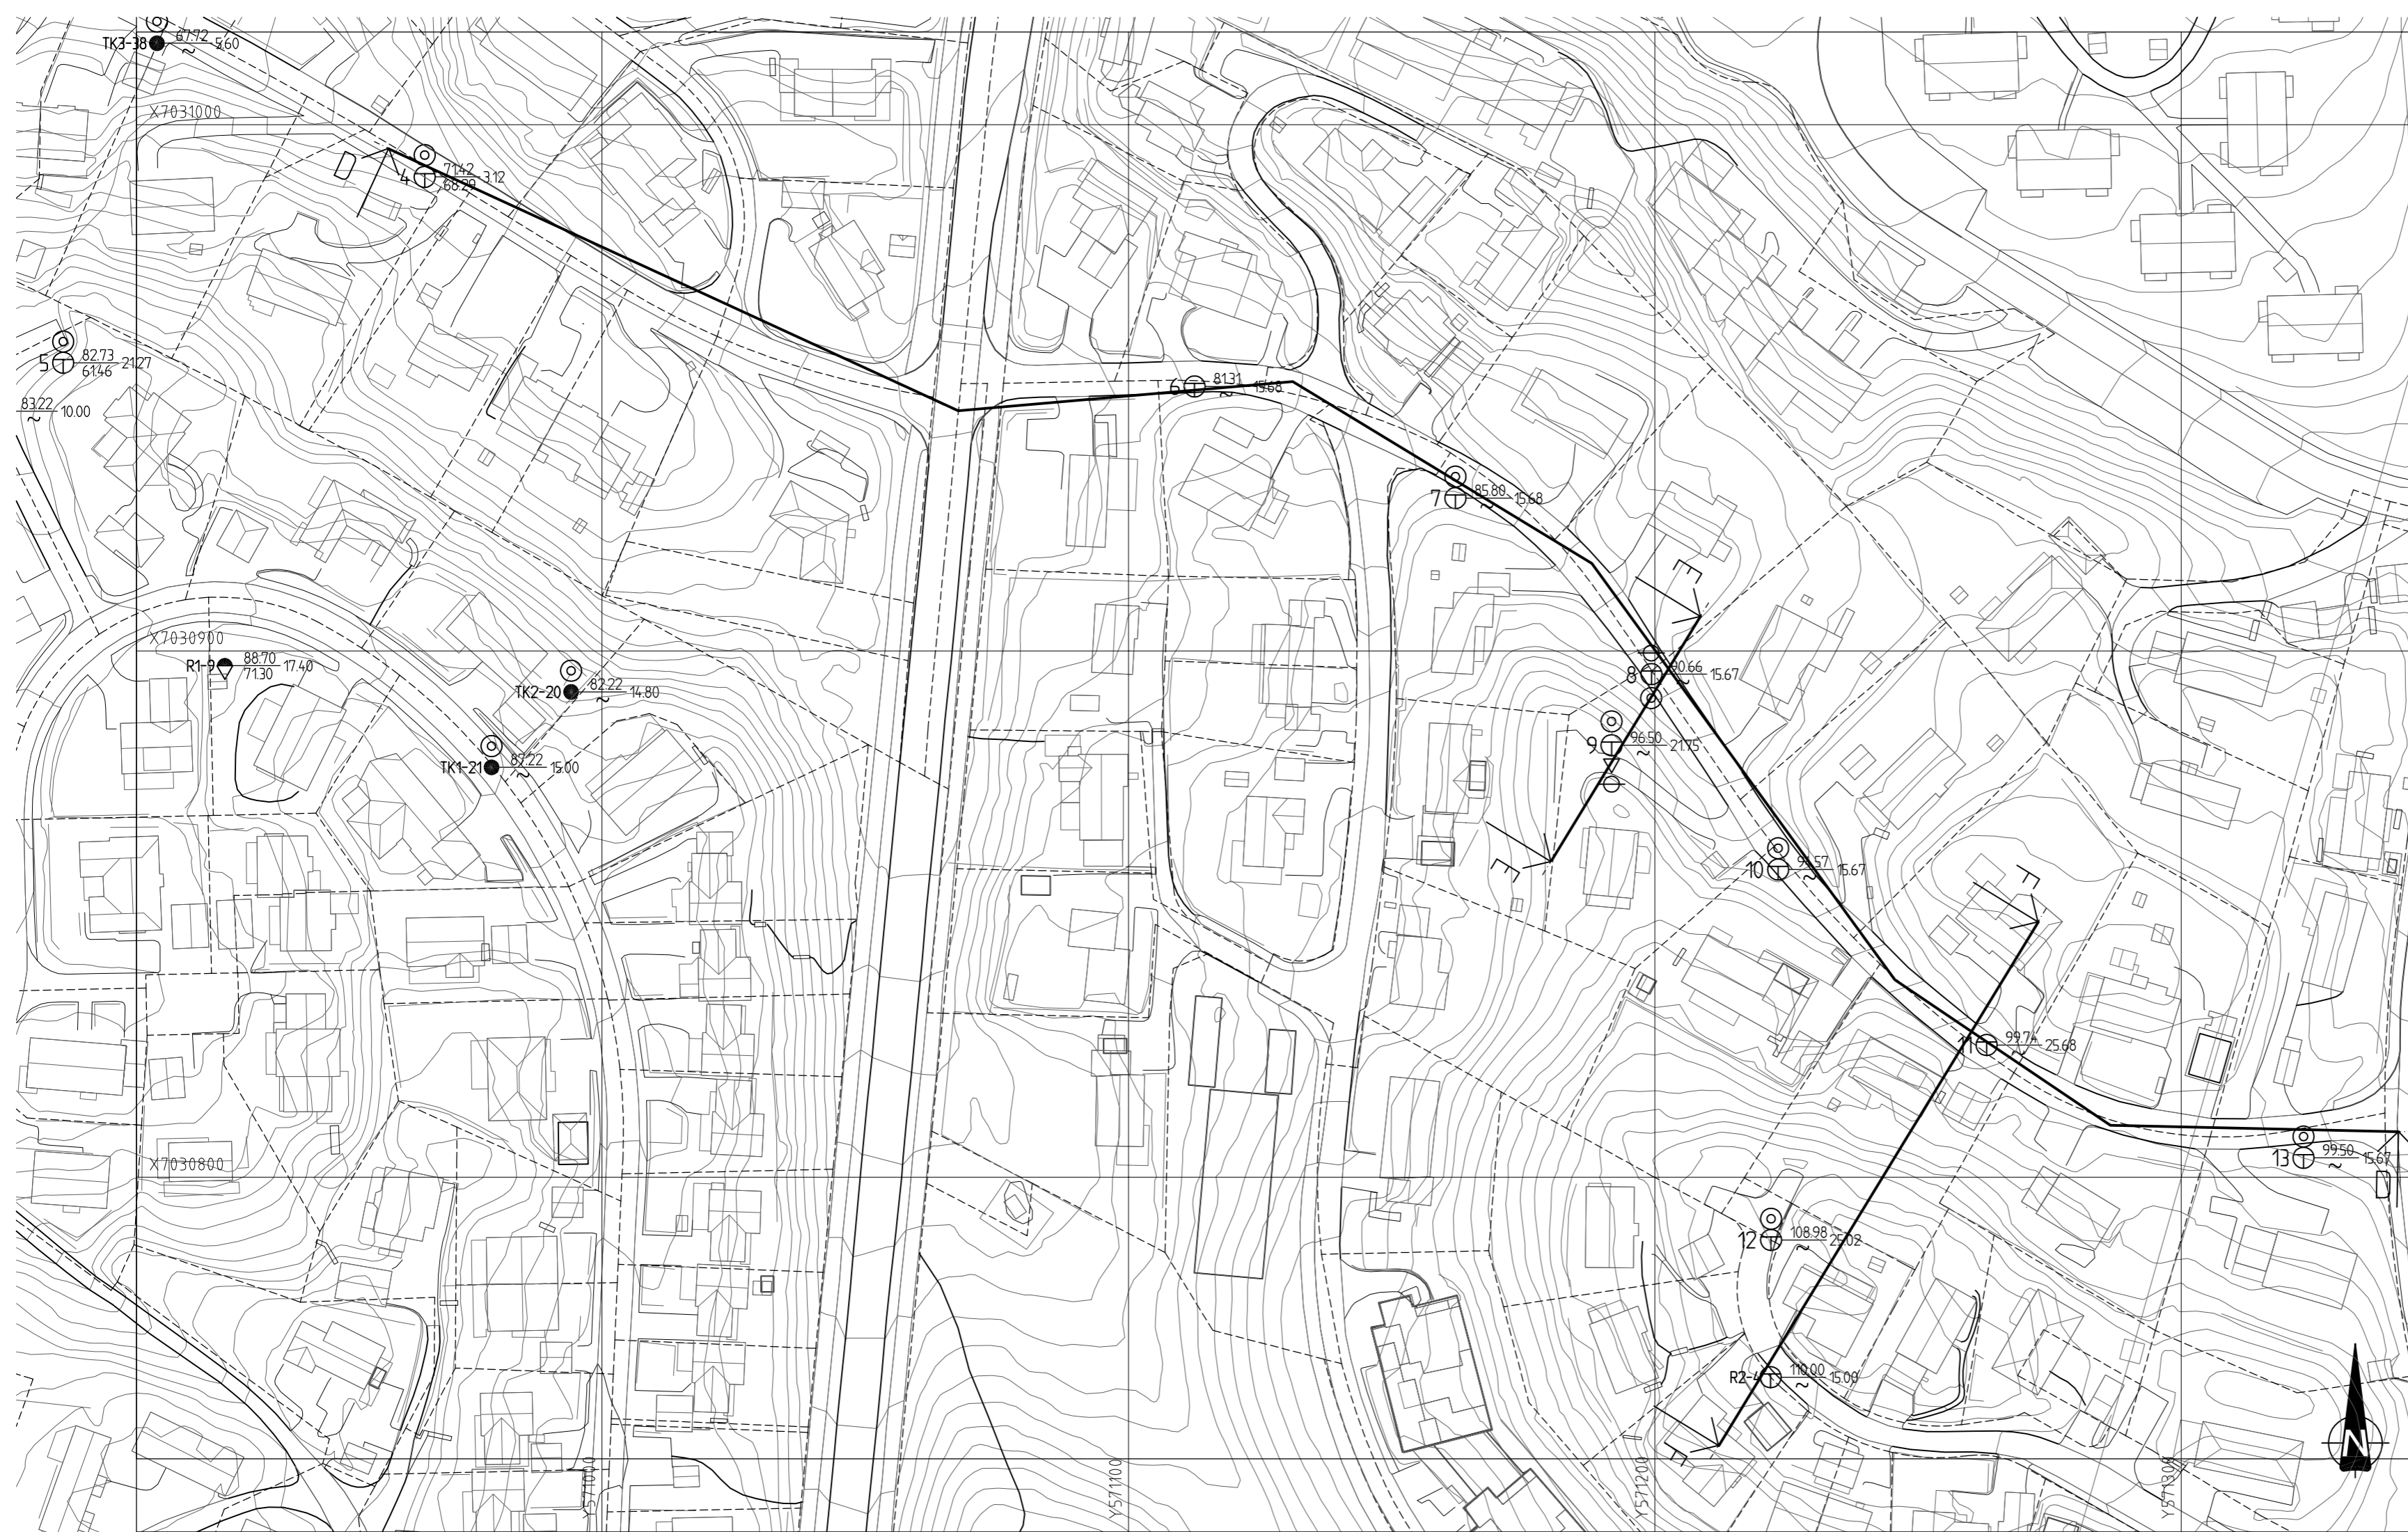 TK3-38 67.72 5.60
~
X7031000
D
4 71.42 3.12
68.29
5 82.73 21.27
61.46
83.22 10.00
~
6 81.31 15.68
~
7 85.80 15.68
~
E
X7030900
R1-9 88.70 17.40
71.30
TK2-20 82.22 14.80
~
8 90.66 15.67
~
9 96.50 21.75
~
TK1-21 87.22 15.00
~
E
10 15.67
~
F
11 99.74 25.68
~
13 99.50 15.67
~
D
X7030800
12 108.98 25.02
~
R2-4 110.00 15.00
~
F
N
Y571000
Y571100
Y571200
Y571300